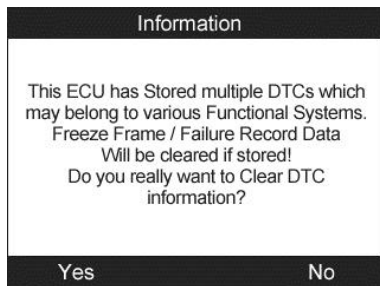 Information
This ECU has Stored multiple DTCs which
may belong to various Functional Systems.
Freeze Frame / Failure Record Data
Will be cleared if stored!
Do you really want to Clear DTC
information?
Yes No